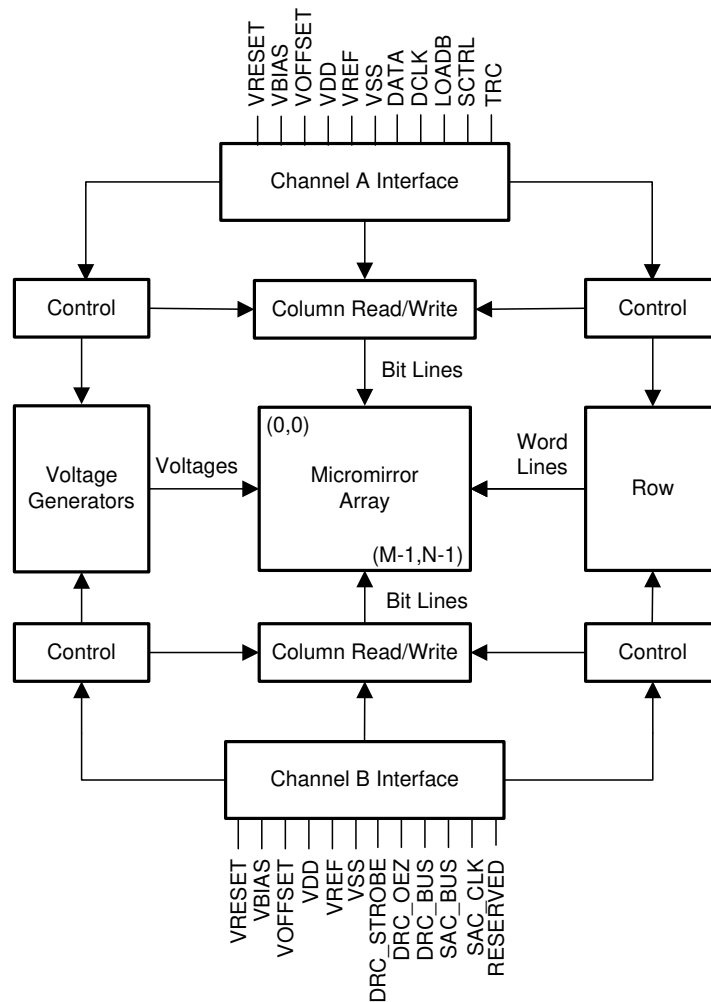 VRESET
VBIAS
VOFFSET
VDD
VREF
VSS
DATA
DCLK
LOADB
SCTRL
TRC
Channel A Interface
Control
Column Read/Write
Control
Bit Lines
Voltage
Generators
Voltages
(0,0)
Micromirror
Array
(M-1,N-1)
Word
Lines
Row
Bit Lines
Control
Column Read/Write
Control
Channel B Interface
VRESET
VBIAS
VOFFSET
VDD
VREF
VSS
DRC_STROBE
DRC_OEZ
DRC_BUS
SAC_BUS
SAC_CLK
RESERVED